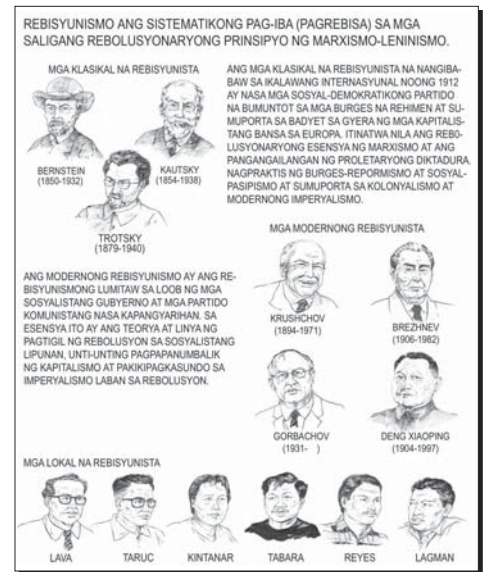 REBISYUNISMO ANG SISTEMATIKONG PAG-IBA (PAGREBISA) SA MGA
SALIGANG REBOLUSYONARYONG PRINSIPYO NG MARXISMO-LENINISMO.
MGA KLASIKAL NA REBISYUNISTA
BERNSTEIN
(1850-1932)
KAUTSKY
(1854-1938)
TROTSKY
(1879-1940)
ANG MGA KLASIKAL NA REBISYUNISTA NA NANGIBA-
BAW SA IKALAWANG INTERNASYUNAL NOONG 1912
AY NASA MGA SOSYAL-DEMOKRATIKONG PARTIDO
NA BUMUNTOT SA MGA BURGES NA REHIMEN AT SU-
MUPORTA SA BADYET SA GYERA NG MGA KAPITALIS-
TANG BANSA SA EUROPA. ITINATWA NILA ANG REBO-
LUSYONARYONG ESENSYA NG MARXISMO AT ANG
PANGANGAILANGAN NG PROLETARYONG DIKTADURA.
NAGPRAKTIS NG BURGES-REPORMISMO AT SOSYAL-
PASIPISMO AT SUMUPORTA SA KOLONYALISMO AT
MODERNONG IMPERYALISMO.
MGA MODERNONG REBISYUNISTA
KRUSHCHOV
(1894-1971)
BREZHNEV
(1906-1982)
GORBACHOV
(1931- )
DENG XIAOPING
(1904-1997)
ANG MODERNONG REBISYUNISMO AY ANG RE-
BISYUNISMONG LUMITAW SA LOOB NG MGA
SOSYALISTANG GUBYERNO AT MGA PARTIDO
KOMUNISTANG NASA KAPANGYARIHAN. SA
ESENSYA ITO AY ANG TEORYA AT LINYA NG
PAGTIGIL NG REBOLUSYON SA SOSYALISTANG
LIPUNAN, UNTI-UNTING PAGPAPANUMBALIK
NG KAPITALISMO AT PAKIKIPAGKASUNDO SA
IMPERYALISMO LABAN SA REBOLUSYON.
MGA LOKAL NA REBISYUNISTA
LAVA
TARUC
KINTANAR
TABARA
REYES
LAGMAN